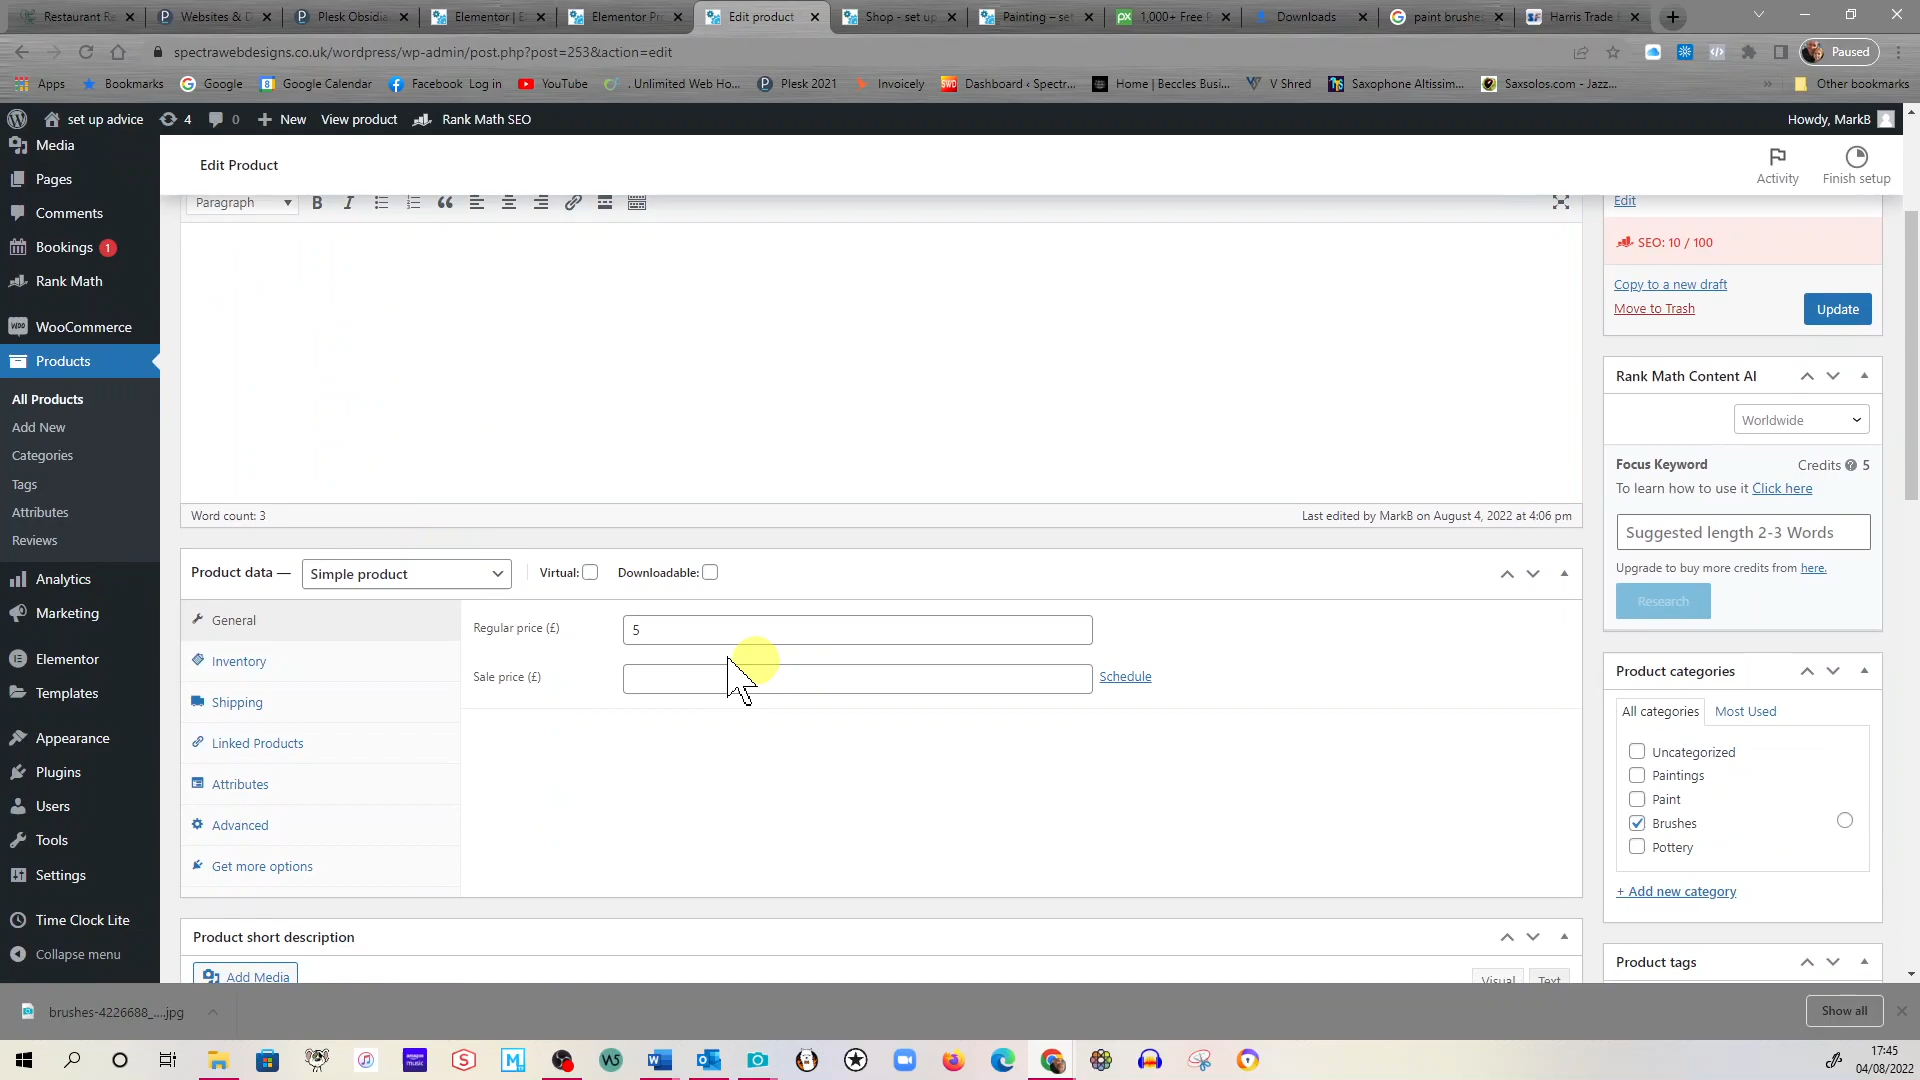 Restaurant Re
Websites & D
Plesk Obsidia
Elementor | E
Elementor Pr
Edit product
Shop - set up
Painting – set
1,000+ Free P
Downloads
paint brushe
Harris Trade F
spectrawebdesigns.co.uk/wordpress/wp-admin/post.php?post=253&action=edit
Paused
Apps
Bookmarks
Google
Google Calendar
Facebook Log in
YouTube
. Unlimited Web Ho...
Plesk 2021
Invoicely
Dashboard ‹ Spectr...
Home | Beccles Busi...
V Shred
Saxophone Altissim...
Saxsolos.com - Jazz...
Other bookmarks
set up advice
4
0
New
View product
Rank Math SEO
Howdy, MarkB
Media
Pages
Comments
Bookings 1
Rank Math
WooCommerce
Products
All Products
Add New
Categories
Tags
Attributes
Reviews
Analytics
Marketing
Elementor
Templates
Appearance
Plugins
Users
Tools
Settings
Time Clock Lite
Collapse menu
Edit Product
Activity
Finish setup
Paragraph
Word count: 3
Last edited by MarkB on August 4, 2022 at 4:06 pm
Product data —
Simple product
Virtual:
Downloadable:
General
Inventory
Shipping
Linked Products
Attributes
Advanced
Get more options
Regular price (£)
5
Sale price (£)
Schedule
Product short description
Add Media
Visual
Text
Edit
SEO: 10 / 100
Copy to a new draft
Move to Trash
Update
Rank Math Content AI
Worldwide
Focus Keyword
Credits 5
To learn how to use it Click here
Suggested length 2-3 Words
Upgrade to buy more credits from here.
Research
Product categories
All categories
Most Used
Uncategorized
Paintings
Paint
Brushes
Pottery
+ Add new category
Product tags
brushes-4226688_....jpg
Show all
17:45
04/08/2022